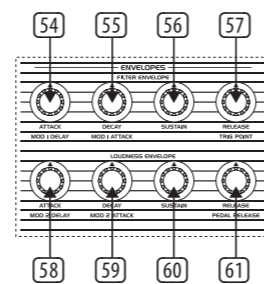 54 55 56 57
ENVELOPES
FILTER ENVELOPE
ATTACK DECAY SUSTAIN RELEASE
MOD 1 DELAY MOD 1 ATTACK TRIG POINT
LOUDNESS ENVELOPE
ATTACK DECAY SUSTAIN RELEASE
MOD 2 DELAY MOD 2 ATTACK PEDAL RELEASE
58 59 60 61